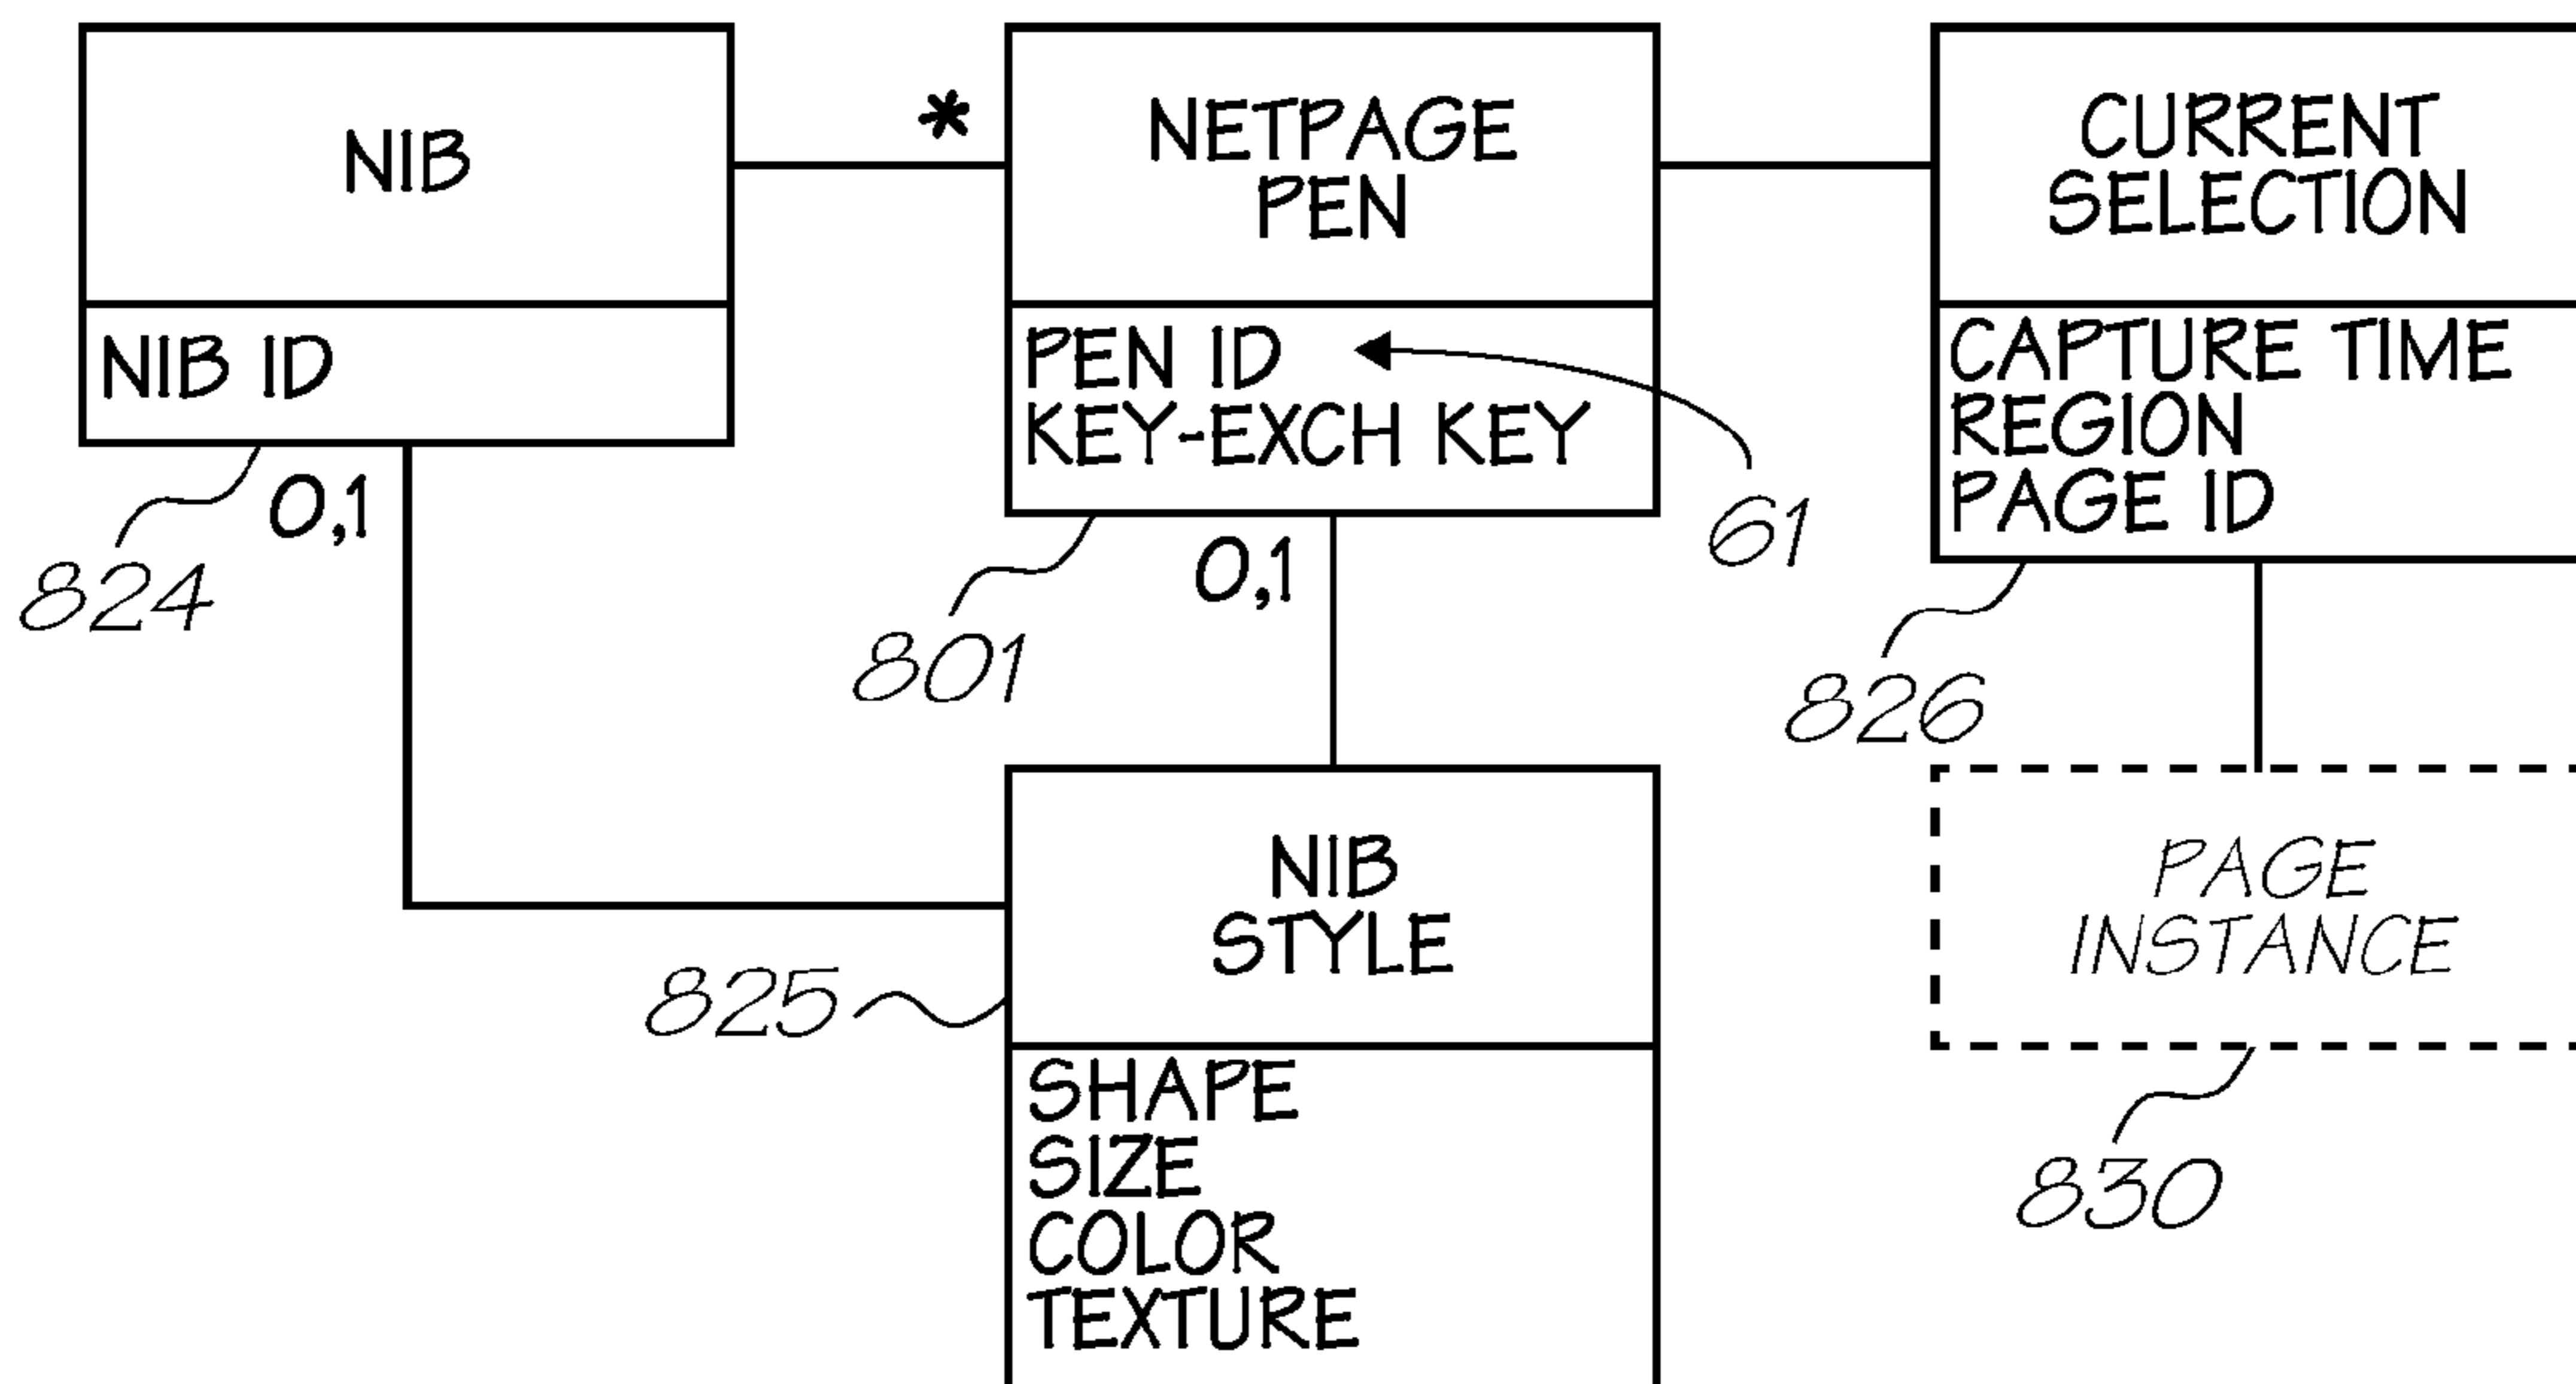 NIB
*
NETPAGE
PEN
CURRENT
SELECTION
NIB ID
PEN ID
KEY-EXCH KEY
CAPTURE TIME
REGION
PAGE ID
0,1
824
61
0,1
801
826
NIB
STYLE
825
PAGE
INSTANCE
830
SHAPE
SIZE
COLOR
TEXTURE